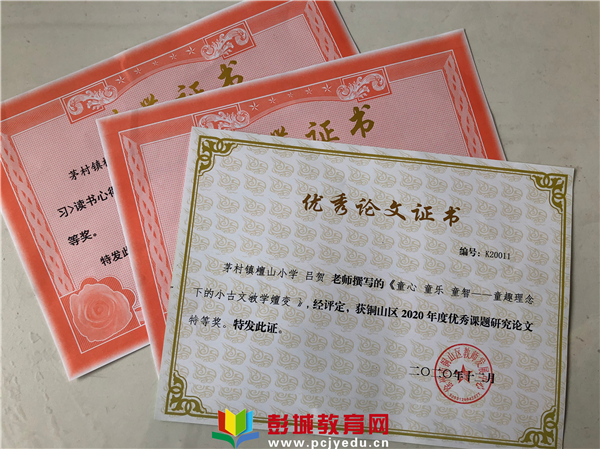 证书
茅村镇
习>读书心得
等奖。
特发此
证书
优秀论文证书
编号：K20011
茅村镇檀山小学 吕贺 老师撰写的《童心 童乐 童智——童趣理念
下的小古文教学嬗变 》，经评定，获铜山区2020年度优秀课题研究论文
特等奖。特发此证。
二〇二〇年十二月
彭城教育网
www.pcjyedu.cn